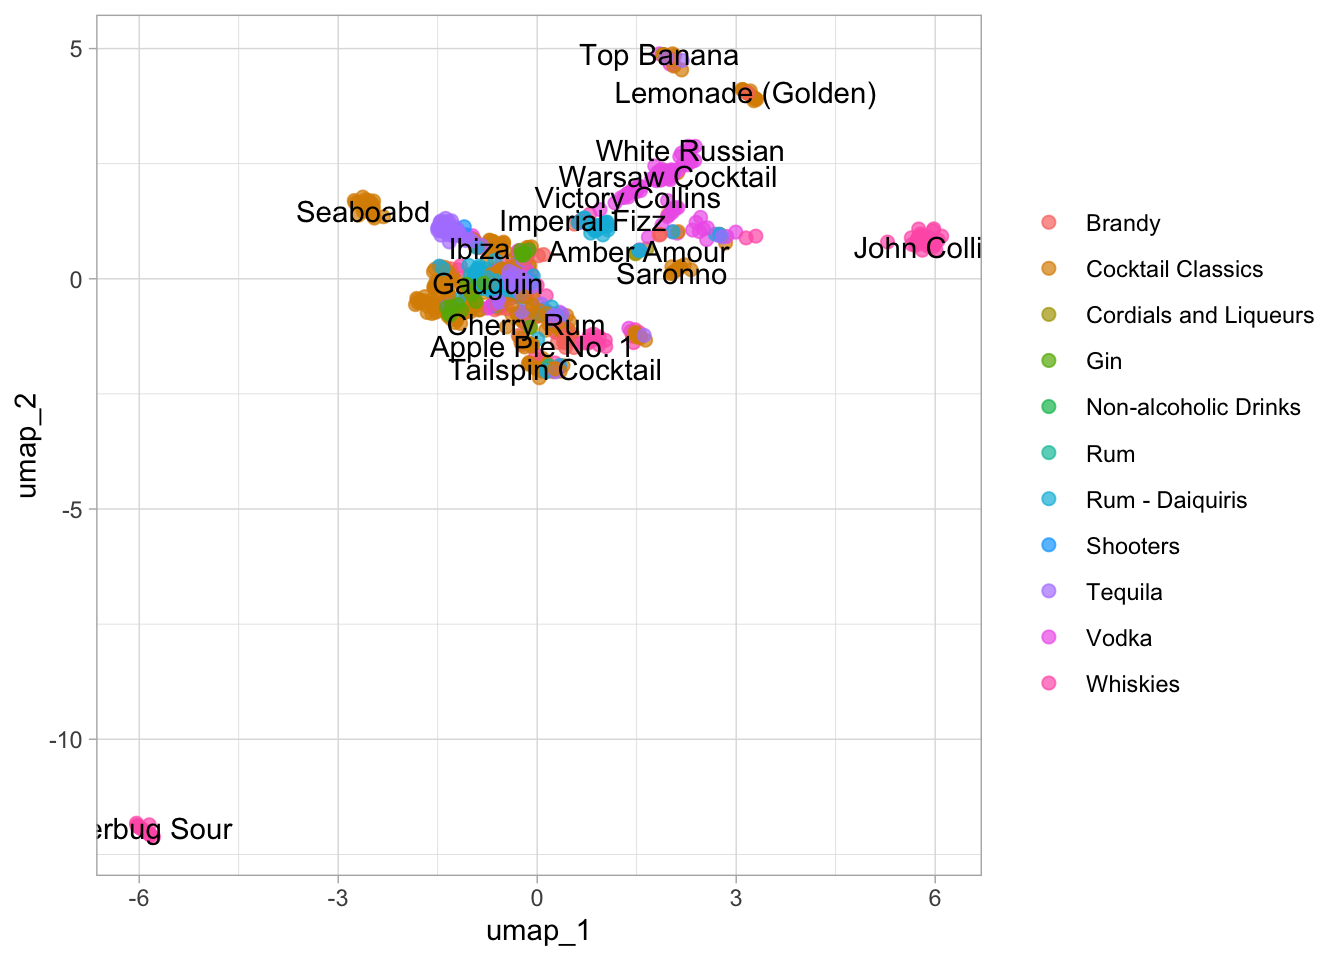 5
Top Banana
Lemonade (Golden)
White Russian
Warsaw Cocktail
Victory Collins
Seaboabd
Imperial Fizz
Ibiza
Amber Amour
John Colli
Saronno
0
Gauguin
Cherry Rum
Apple Pie No. 1
Tailspin Cocktail
-5
-10
erbug Sour
-6
-3
0
3
6
umap_1
umap_2
Brandy
Cocktail Classics
Cordials and Liqueurs
Gin
Non-alcoholic Drinks
Rum
Rum - Daiquiris
Shooters
Tequila
Vodka
Whiskies